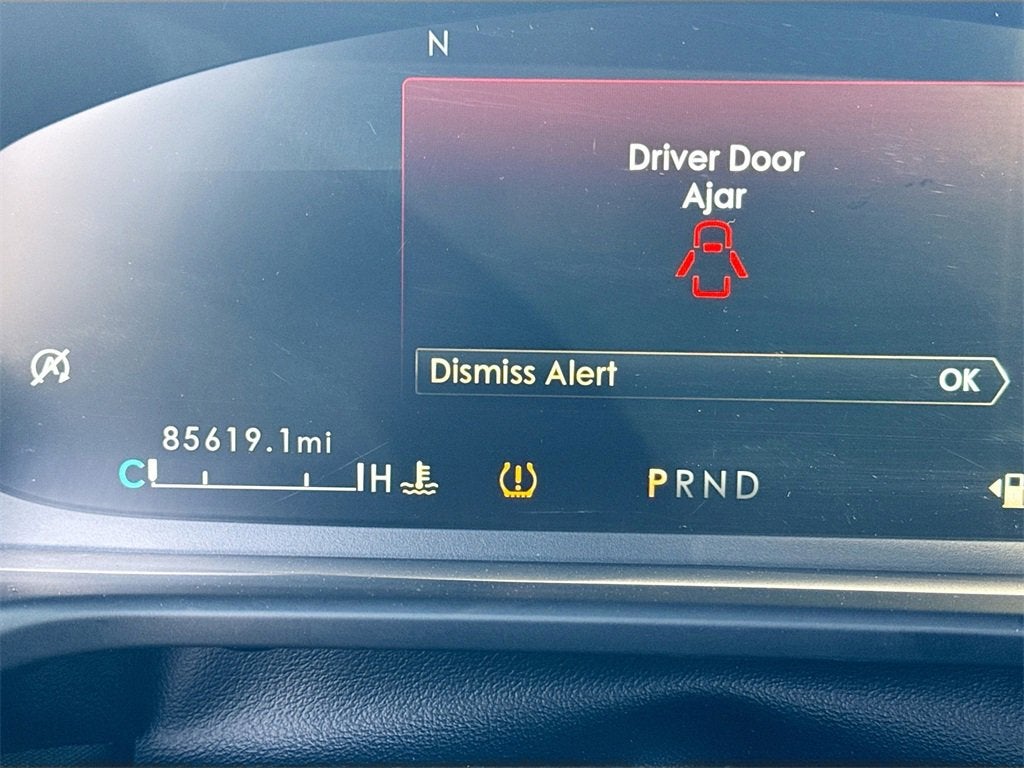 N
Driver Door
Ajar
Dismiss Alert OK
85619.1mi
C H
PRND